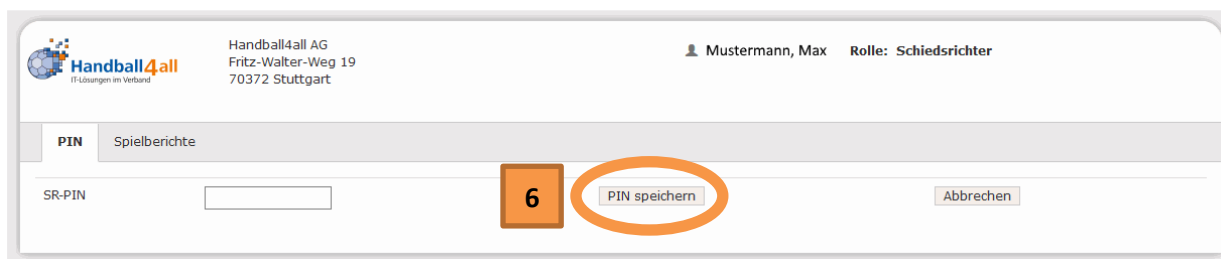 Handball4all
IT-Lösungen im Verband
Handball4all AG
Fritz-Walter-Weg 19
70372 Stuttgart
Mustermann, Max Rolle: Schiedsrichter
PIN Spielberichte
SR-PIN 6 PIN speichern Abbrechen